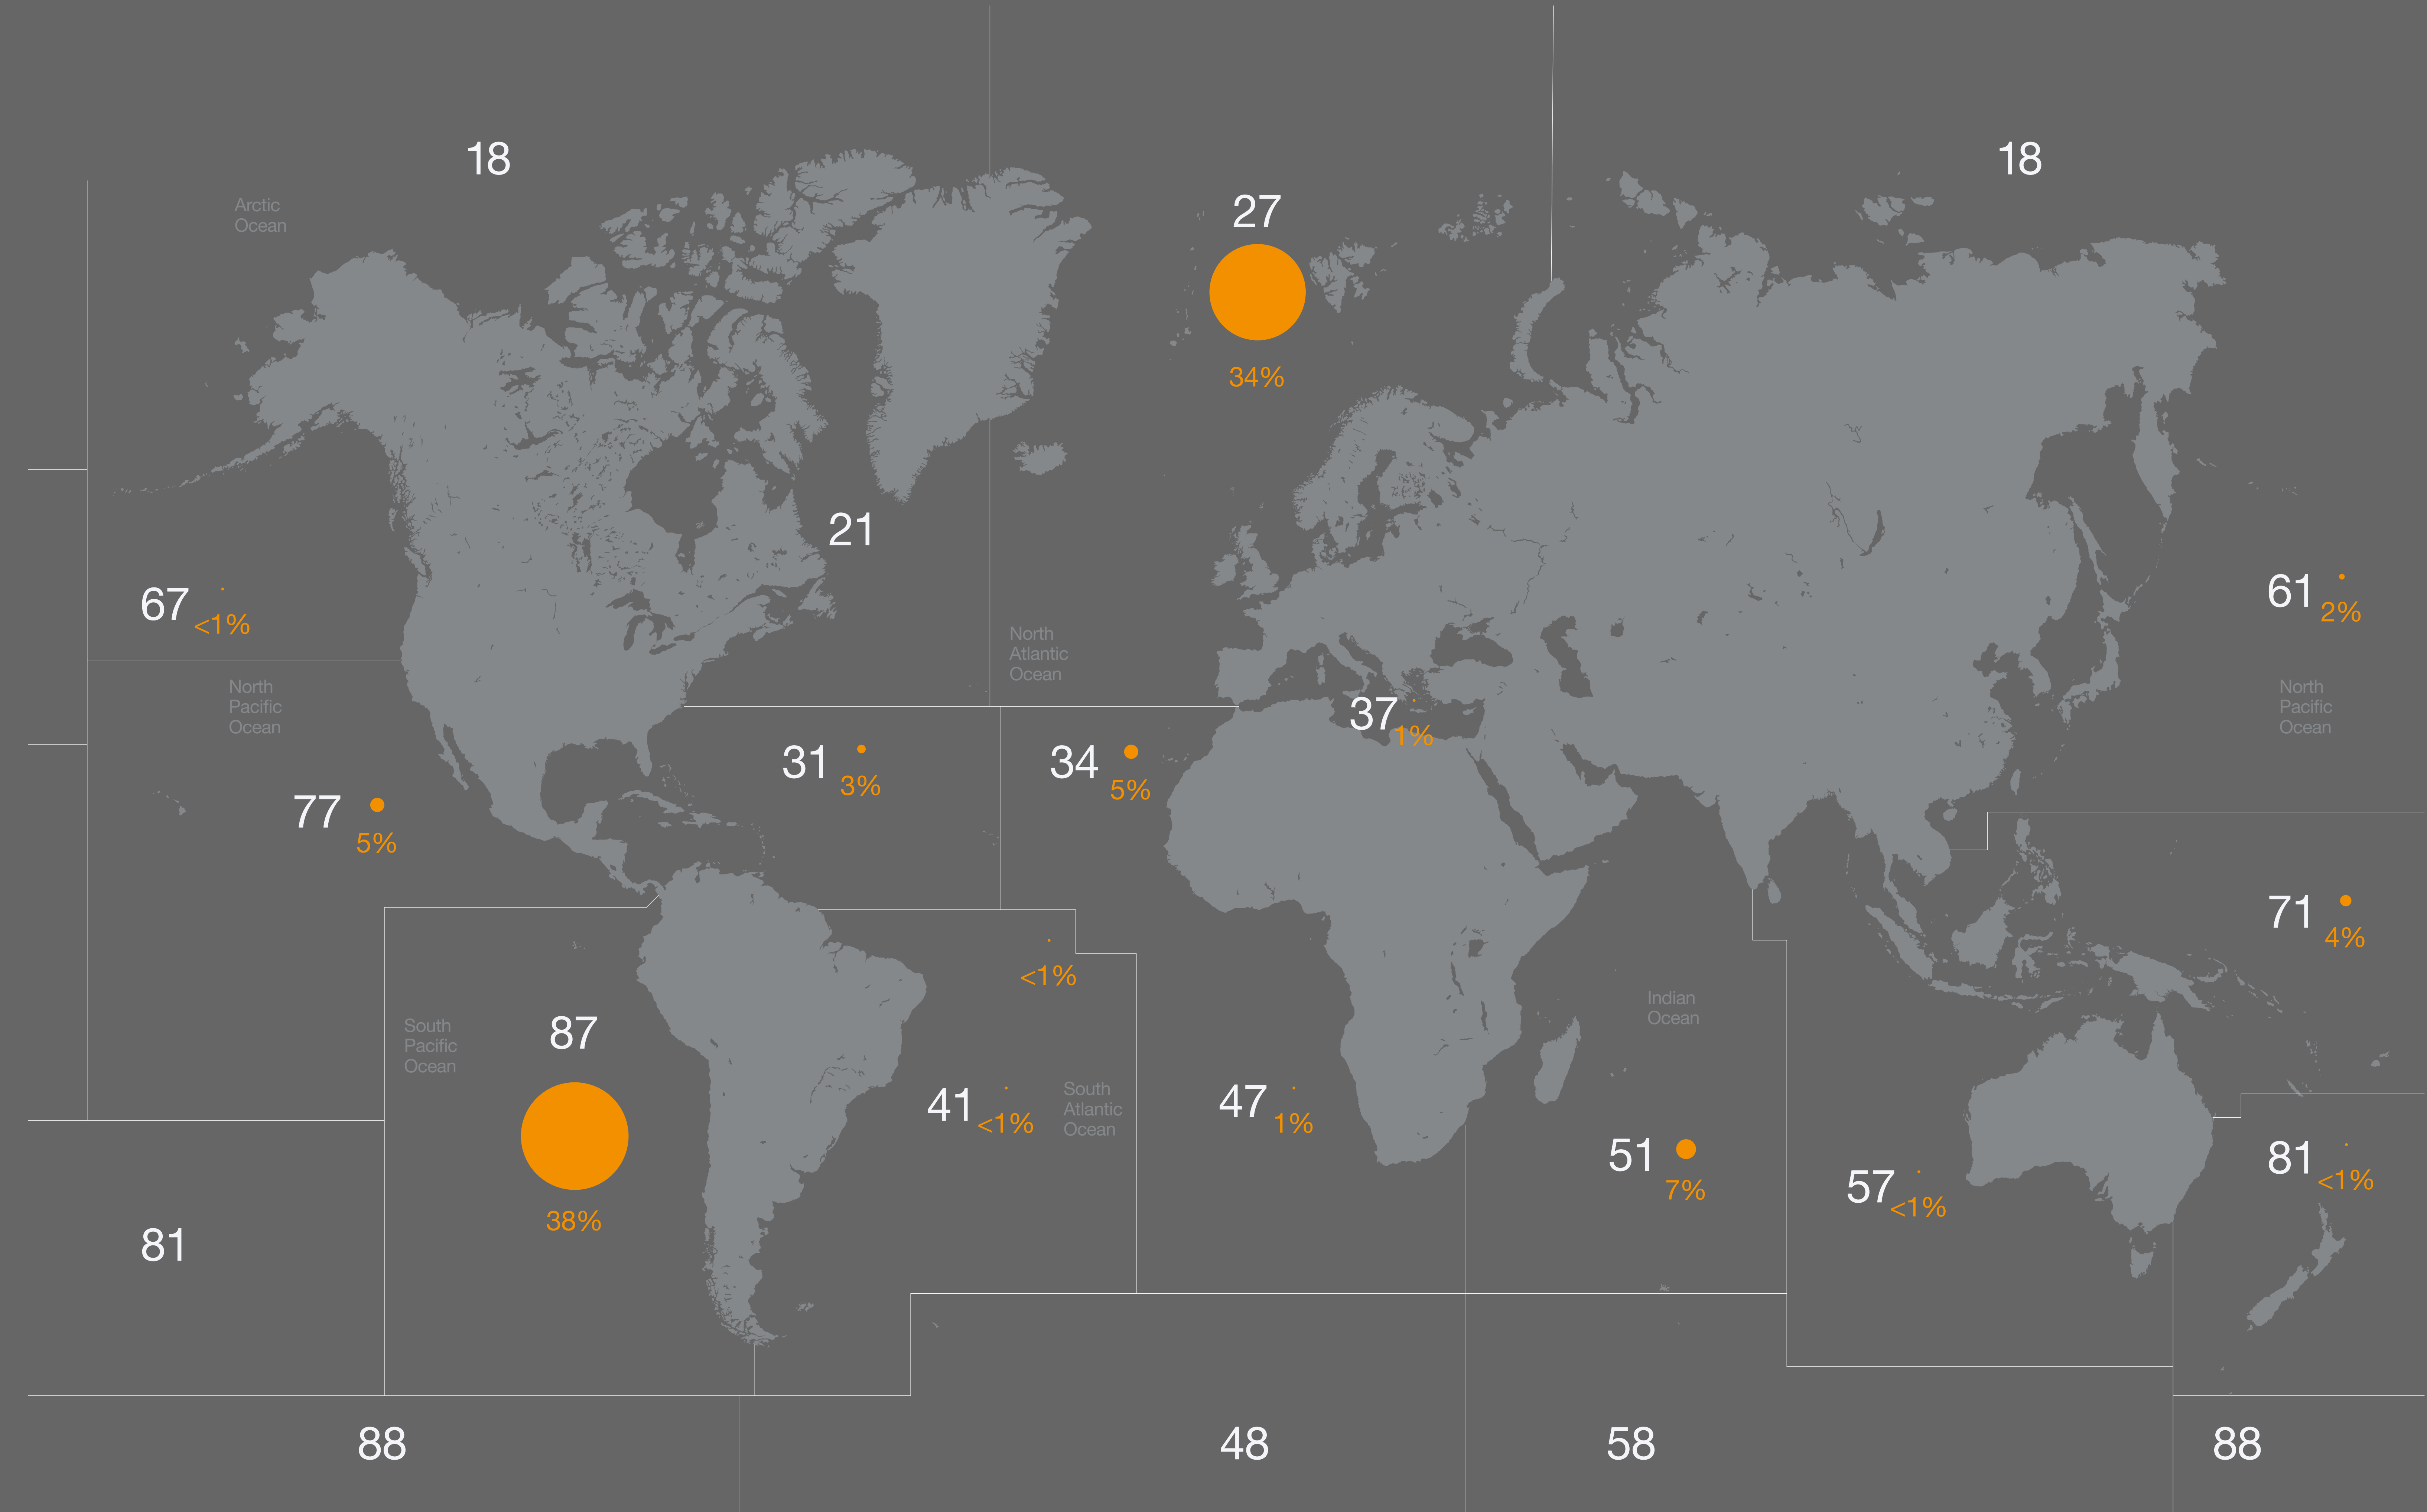 18
18
Arctic
Ocean
27
34%
21
67
<1%
61
2%
North
Atlantic
Ocean
North
Pacific
Ocean
North
Pacific
Ocean
37
1%
31
3%
34
5%
77
5%
71
4%
<1%
Indian
Ocean
South
Pacific
Ocean
87
38%
41
<1%
South
Atlantic
Ocean
47
1%
51
7%
57
<1%
81
<1%
81
88
48
58
88